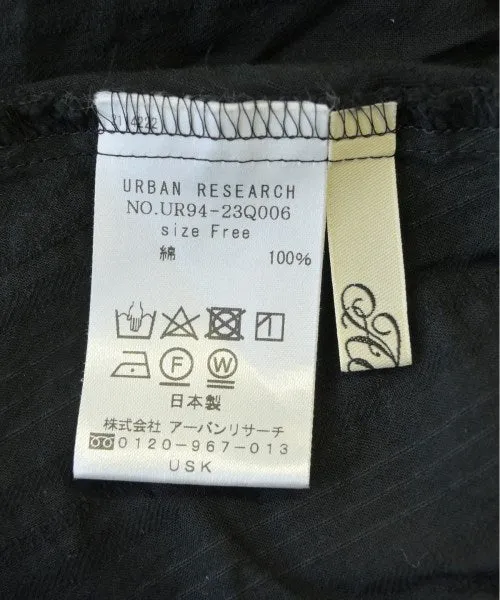 URBAN RESEARCH
NO.UR94-23Q006
size Free
綿 100%
F W
日本製
株式会社 アーバンリサーチ
0120-967-013
USK